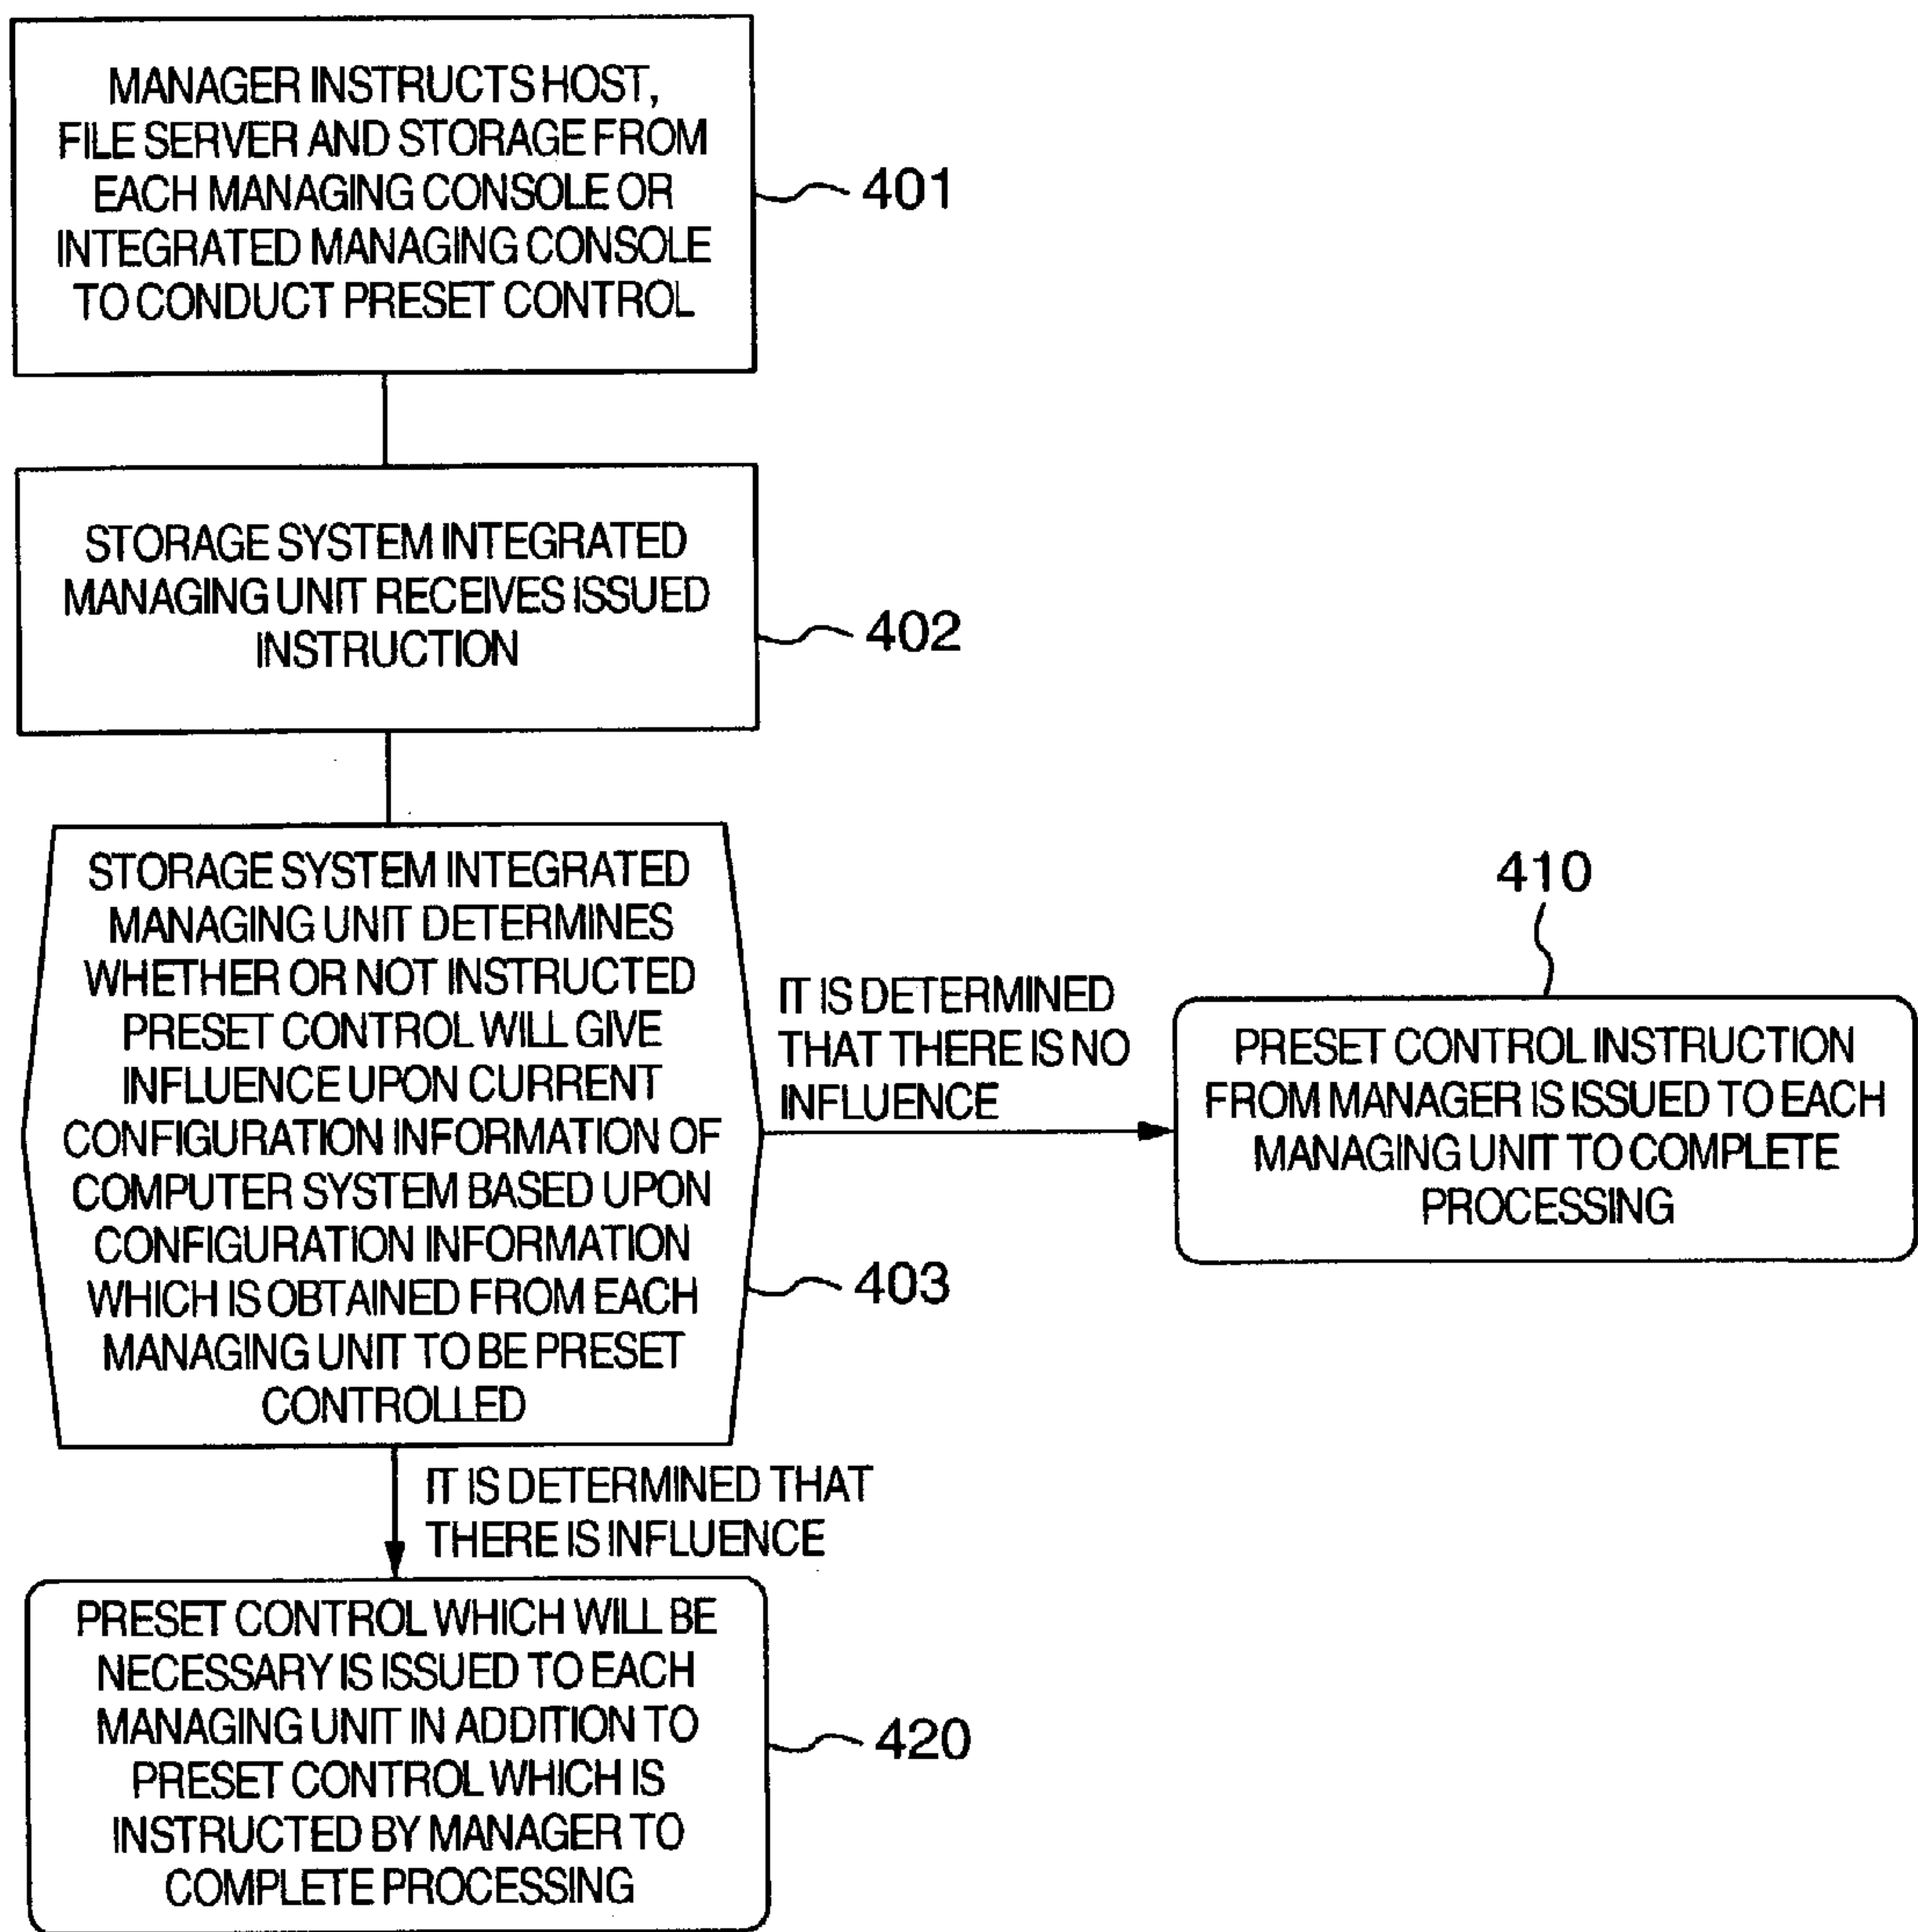 MANAGER INSTRUCTS HOST,
FILE SERVER AND STORAGE FROM
EACH MANAGING CONSOLE OR
INTEGRATED MANAGING CONSOLE
TO CONDUCT PRESET CONTROL
401
STORAGE SYSTEM INTEGRATED
MANAGING UNIT RECEIVES ISSUED
INSTRUCTION
402
STORAGE SYSTEM INTEGRATED
MANAGING UNIT DETERMINES
WHETHER OR NOT INSTRUCTED
PRESET CONTROL WILL GIVE
INFLUENCE UPON CURRENT
CONFIGURATION INFORMATION OF
COMPUTER SYSTEM BASED UPON
CONFIGURATION INFORMATION
WHICH IS OBTAINED FROM EACH
MANAGING UNIT TO BE PRESET
CONTROLLED
403
IT IS DETERMINED
THAT THERE IS NO
INFLUENCE
410
PRESET CONTROL INSTRUCTION
FROM MANAGER IS ISSUED TO EACH
MANAGING UNIT TO COMPLETE
PROCESSING
IT IS DETERMINED THAT
THERE IS INFLUENCE
PRESET CONTROL WHICH WILL BE
NECESSARY IS ISSUED TO EACH
MANAGING UNIT IN ADDITION TO
PRESET CONTROL WHICH IS
INSTRUCTED BY MANAGER TO
COMPLETE PROCESSING
420